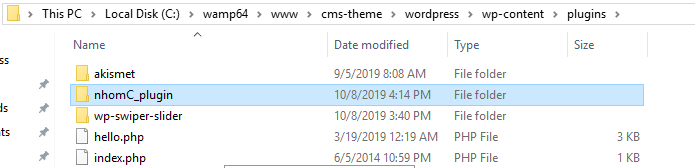 This PC > Local Disk (C:) > wamp64 > www > cms-theme > wordpress > wp-content > plugins >
Name Date modified Type Size
akismet 9/5/2019 8:08 AM File folder
nhomC_plugin 10/8/2019 4:14 PM File folder
wp-swiper-slider 10/8/2019 3:40 PM File folder
hello.php 3/19/2019 12:19 AM PHP File 3 KB
index.php 6/5/2014 10:59 PM PHP File 1 KB